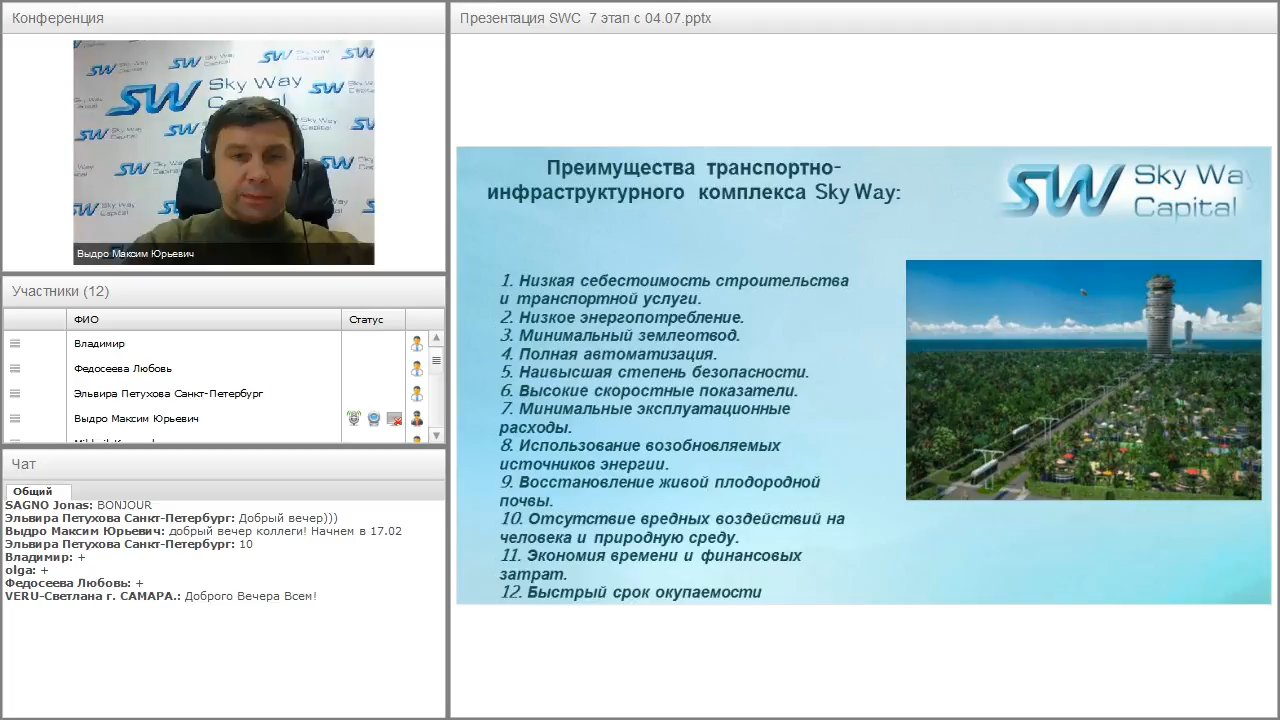 Конференция
SW Sky Way
Capital
Выдро Максим Юрьевич
Участники (12)
ФИО
Статус
Владимир
Федосеева Любовь
Эльвира Петухова Санкт-Петербург
Выдро Максим Юрьевич
Чат
Общий
SAGNO Jonas: BONJOUR
Эльвира Петухова Санкт-Петербург: Добрый вечер)))
Выдро Максим Юрьевич: добрый вечер коллеги! Начнем в 17.02
Эльвира Петухова Санкт-Петербург: 10
Владимир: +
olga: +
Федосеева Любовь: +
VERU-Светлана г. САМАРА.: Доброго Вечера Всем!
Презентация SWC 7 этап с 04.07.pptx
Преимущества транспортно-
инфраструктурного комплекса Sky Way:
SW Sky Way
Capital
1. Низкая себестоимость строительства
и транспортной услуги.
2. Низкое энергопотребление.
3. Минимальный землеотвод.
4. Полная автоматизация.
5. Наивысшая степень безопасности.
6. Высокие скоростные показатели.
7. Минимальные эксплуатационные
расходы.
8. Использование возобновляемых
источников энергии.
9. Восстановление живой плодородной
почвы.
10. Отсутствие вредных воздействий на
человека и природную среду.
11. Экономия времени и финансовых
затрат.
12. Быстрый срок окупаемости